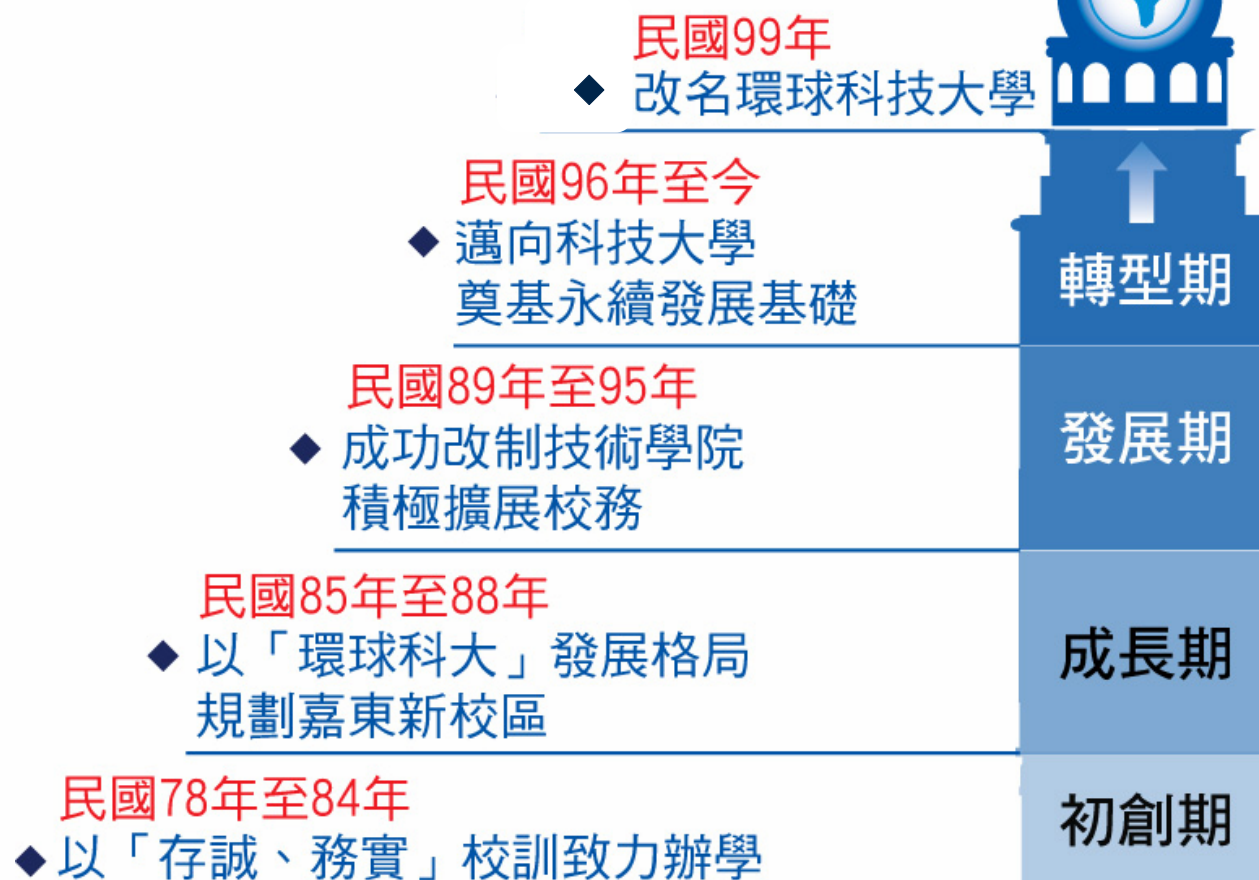 民國99年
◆ 改名環球科技大學
民國96年至今
◆ 邁向科技大學
奠基永續發展基礎
轉型期
民國89年至95年
◆ 成功改制技術學院
積極擴展校務
發展期
民國85年至88年
◆ 以「環球科大」發展格局
規劃嘉東新校區
成長期
民國78年至84年
◆ 以「存誠、務實」校訓致力辦學
初創期